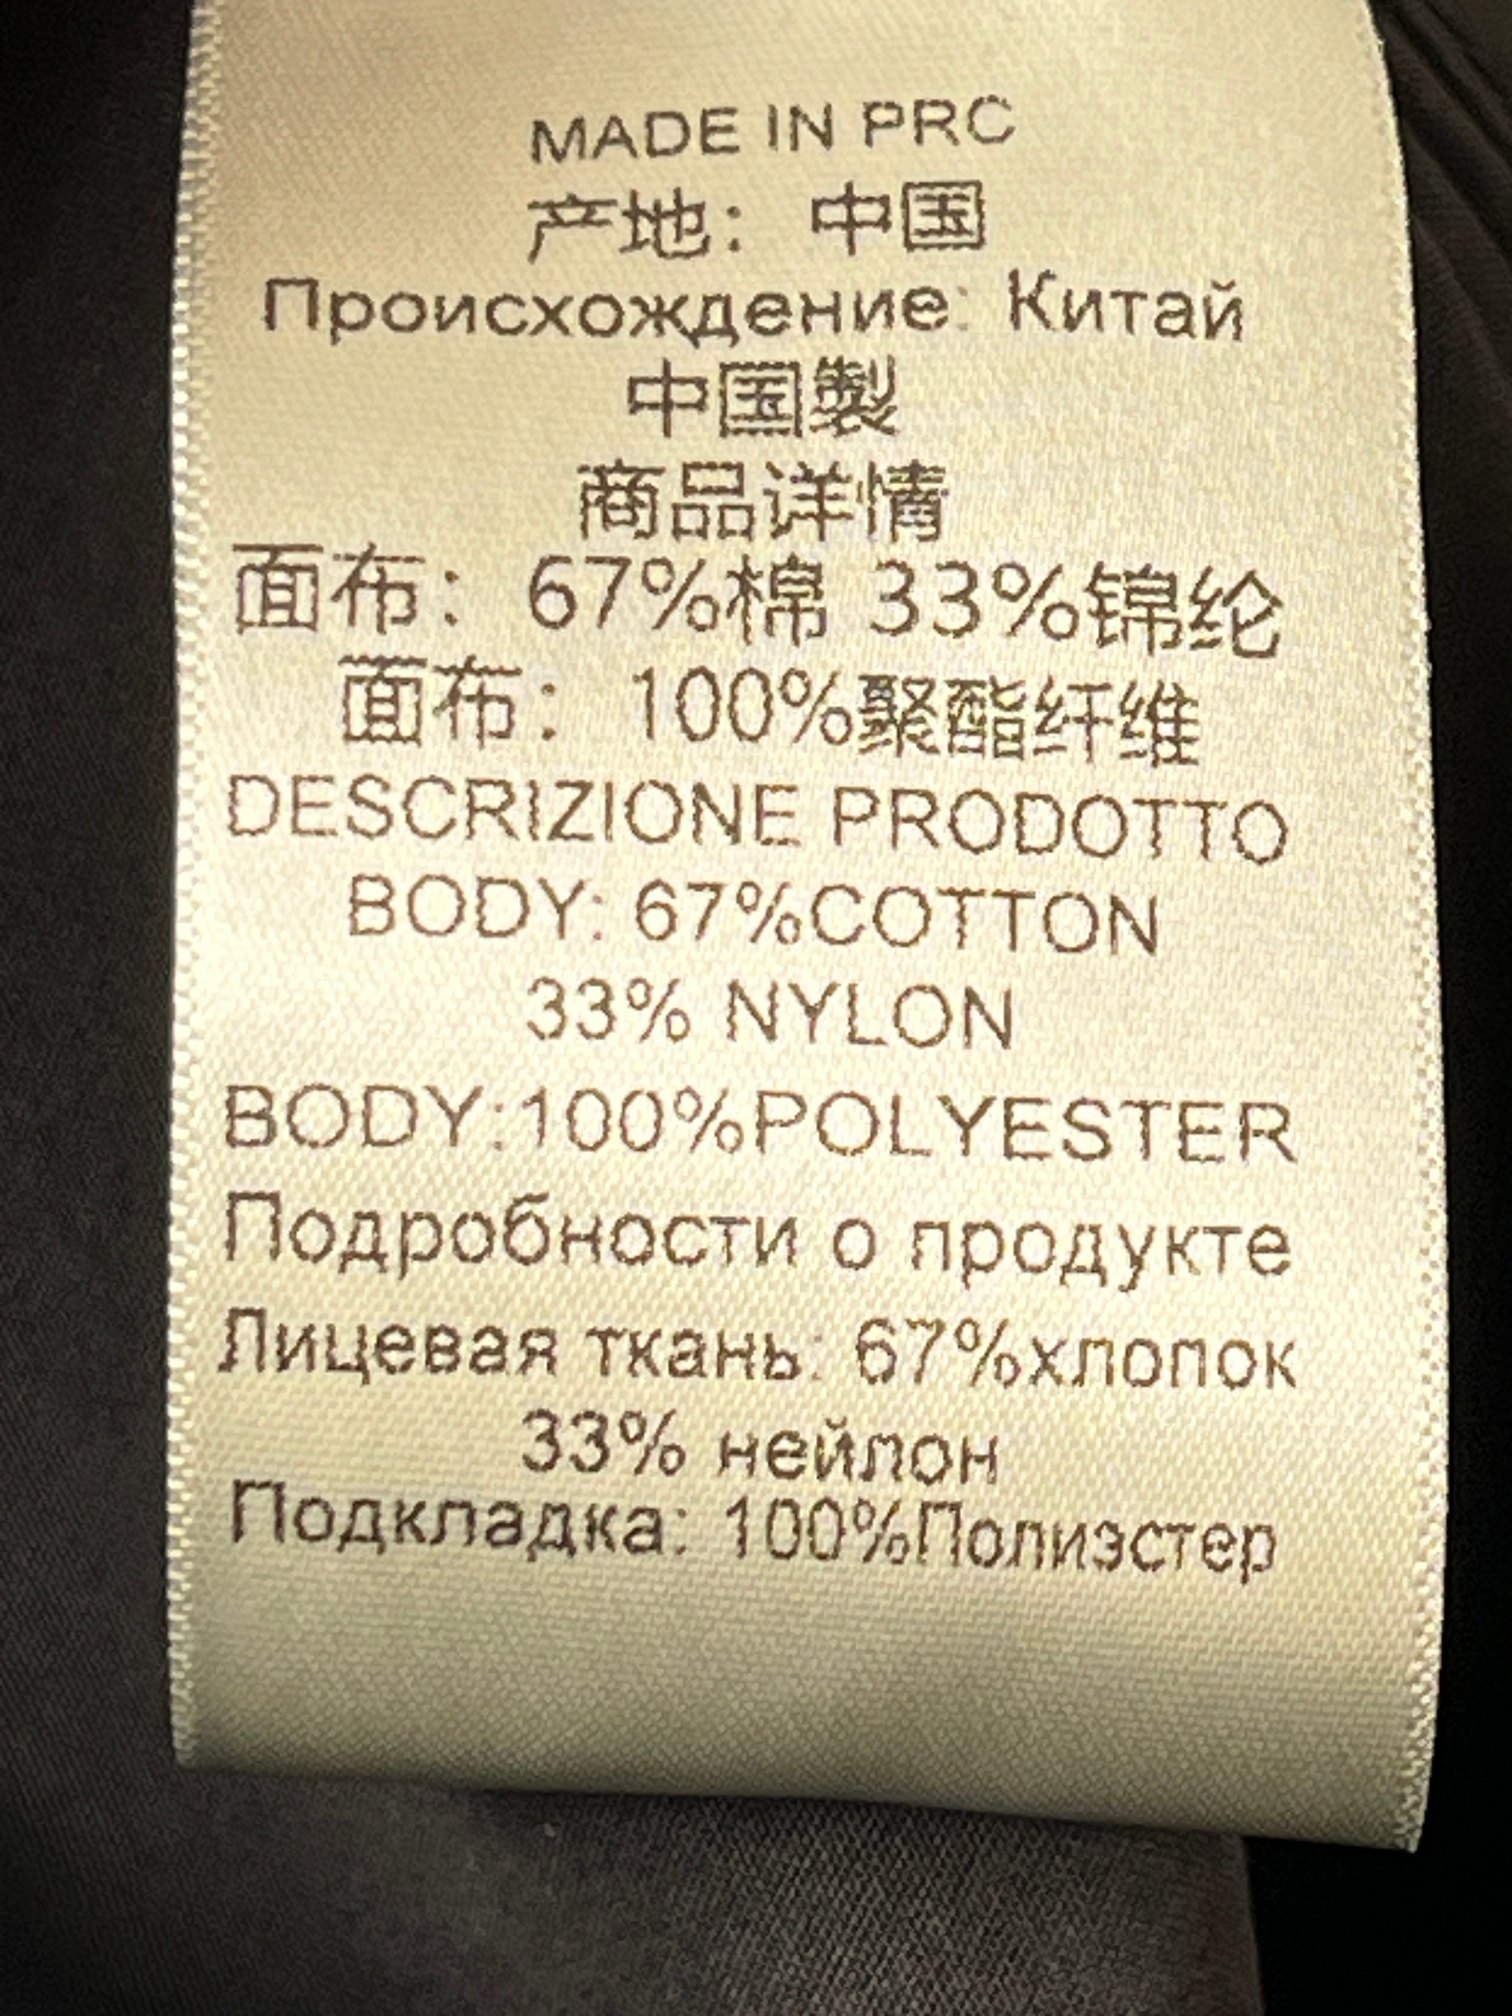 MADE IN PRC
产地：中国
Происхождение: Китай
中国製
商品详情
面布：67%棉 33%锦纶
面布：100%聚酯纤维
DESCRIZIONE PRODOTTO
BODY: 67%COTTON
33% NYLON
BODY:100%POLYESTER
Подробности о продукте
Лицевая ткань: 67%хлопок
33% нейлон
Подкладка: 100%Полиэстер